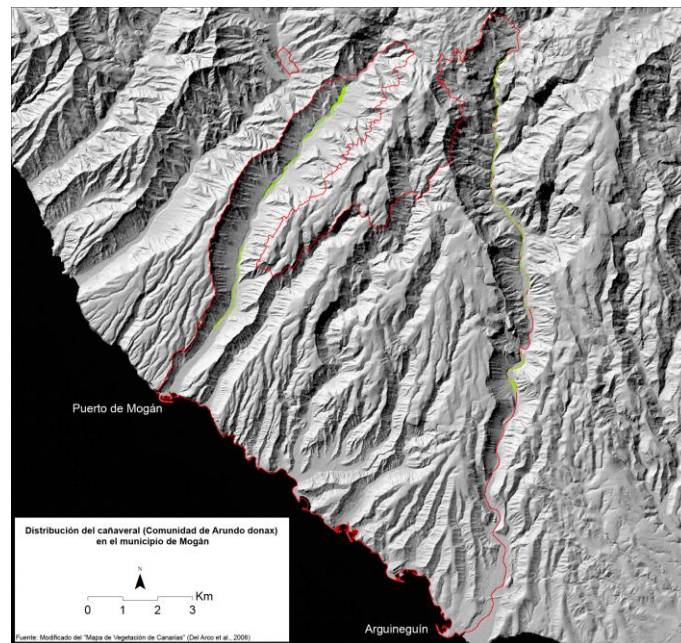 Puerto de Mogán
Distribución del cañaveral (Comunidad de Arundo donax)
en el municipio de Mogán
N
0 1 2 3 Km
Fuente: Modificado del "Mapa de Vegetación de Canarias" (Del Arco et al., 2006)
Arguineguín